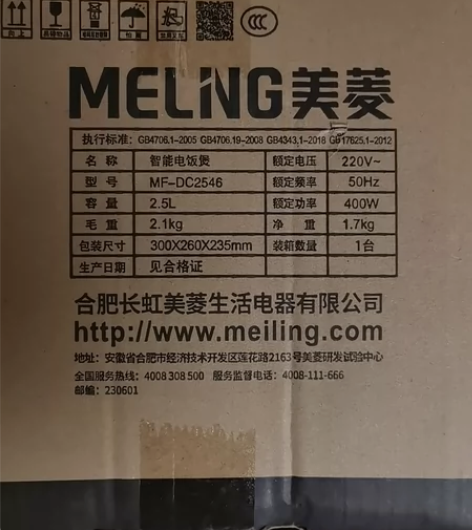 向上
CCC
MELNG美菱
执行标准: GB4706.1-2005 GB4706.19-2008 GB4343.1-2018 GB17625.1-2012
名 称 智能电饭煲 额定电压 220V~
型 号 MF-DC2546 额定频率 50Hz
容 量 2.5L 额定功率 400W
毛 重 2.1kg 净 重 1.7kg
包装尺寸 300X260X235mm 装箱数量 1台
生产日期 见合格证
合肥长虹美菱生活电器有限公司
http://www.meiling.com
地址: 安徽省合肥市经济技术开发区莲花路2163号美菱研发试验中心
全国服务热线: 4008 308 500 服务监督电话: 4008-111-666
邮编: 230601